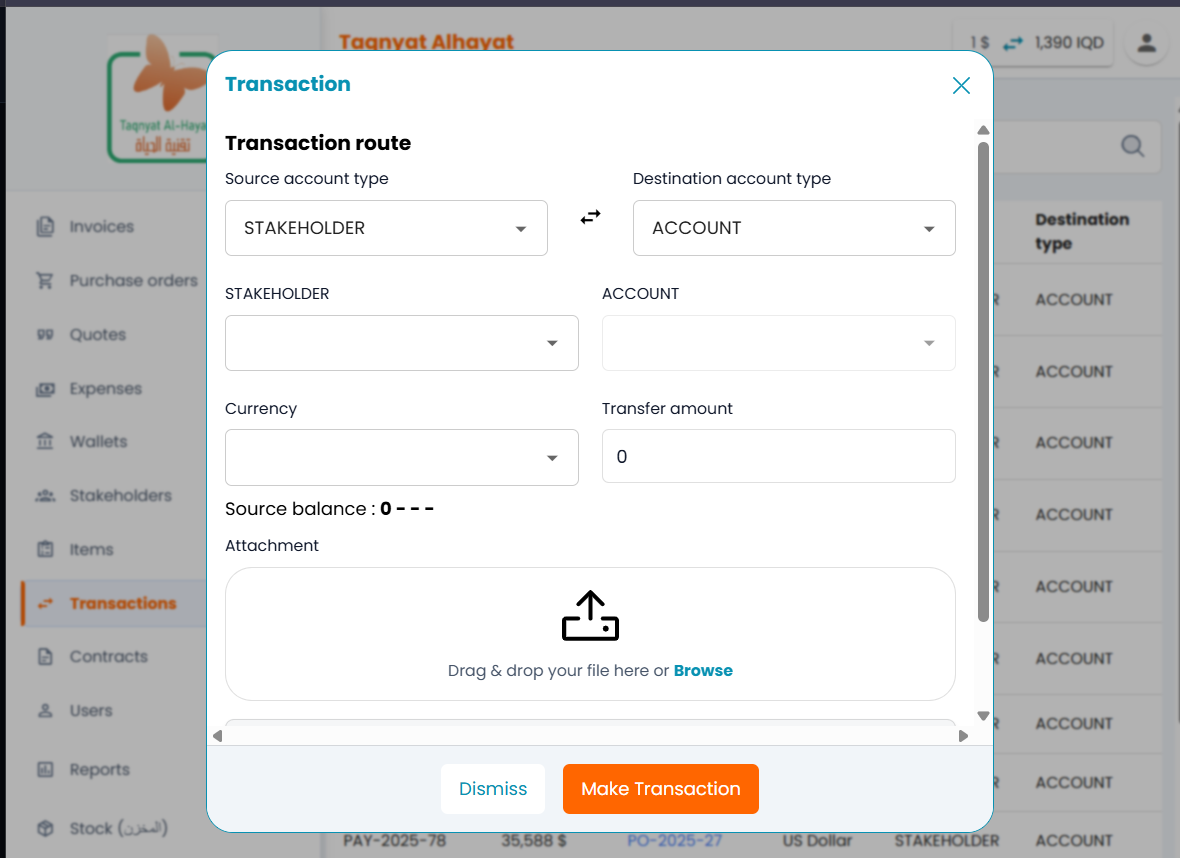 Taqnyat Alhayat
1 $ 1,390 IQD
Taqnyat Al-Haya
تقنية الحياة
Invoices
Purchase orders
Quotes
Expenses
Wallets
Stakeholders
Items
Transactions
Contracts
Users
Reports
Stock (المخزن)
Transaction
Transaction route
Source account type
Destination account type
STAKEHOLDER
ACCOUNT
STAKEHOLDER
ACCOUNT
Currency
Transfer amount
0
Source balance : 0 - - -
Attachment
Drag & drop your file here or Browse
Dismiss
Make Transaction
Destination
type
R ACCOUNT
R ACCOUNT
R ACCOUNT
R ACCOUNT
R ACCOUNT
R ACCOUNT
R ACCOUNT
R ACCOUNT
PAY-2025-78 35,588 $ PO-2025-27 US Dollar STAKEHOLDER ACCOUNT